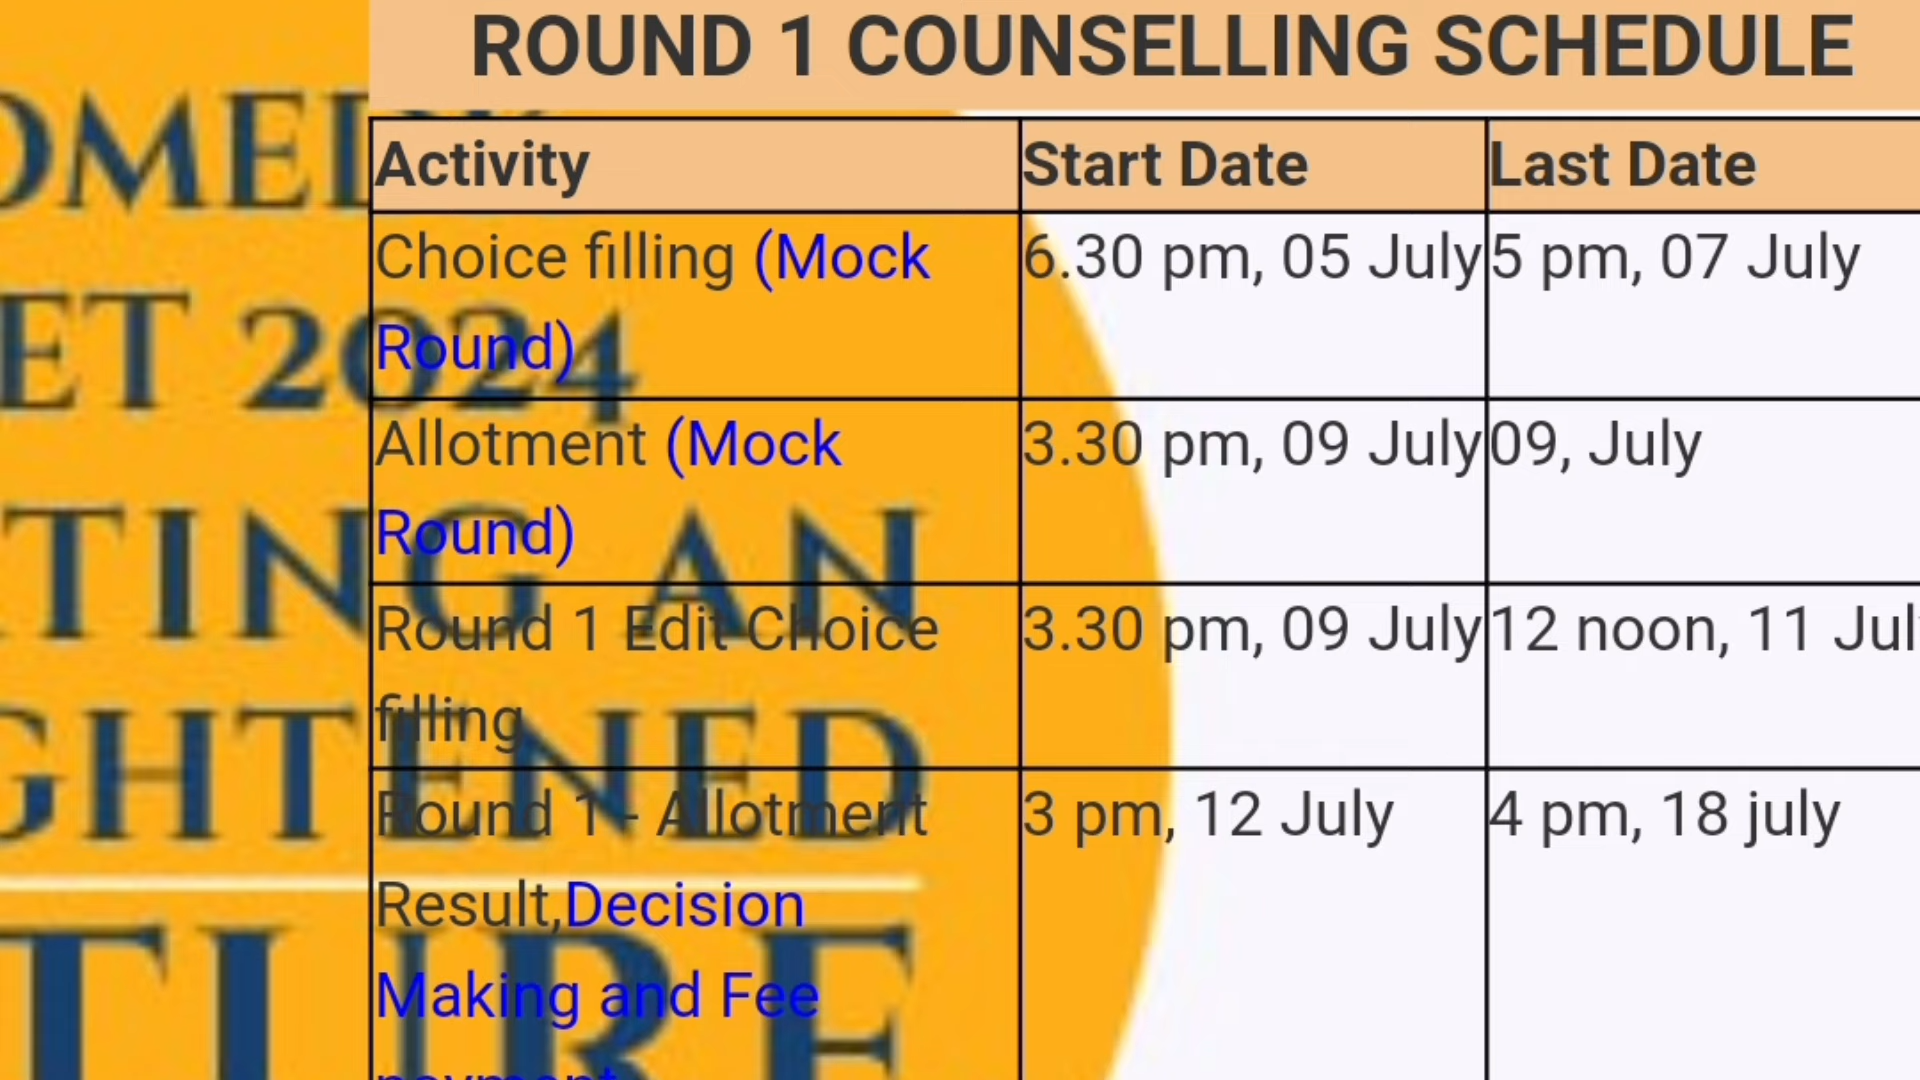 ROUND 1 COUNSELLING SCHEDULE
Activity Start Date Last Date
Choice filling (Mock 6.30 pm, 05 July 5 pm, 07 July
Round)
Allotment (Mock 3.30 pm, 09 July 09, July
Round)
Round 1 Edit Choice 3.30 pm, 09 July 12 noon, 11 Jul
filling
Round 1 - Allotment 3 pm, 12 July 4 pm, 18 july
Result,Decision
Making and Fee
payment
2024
AN